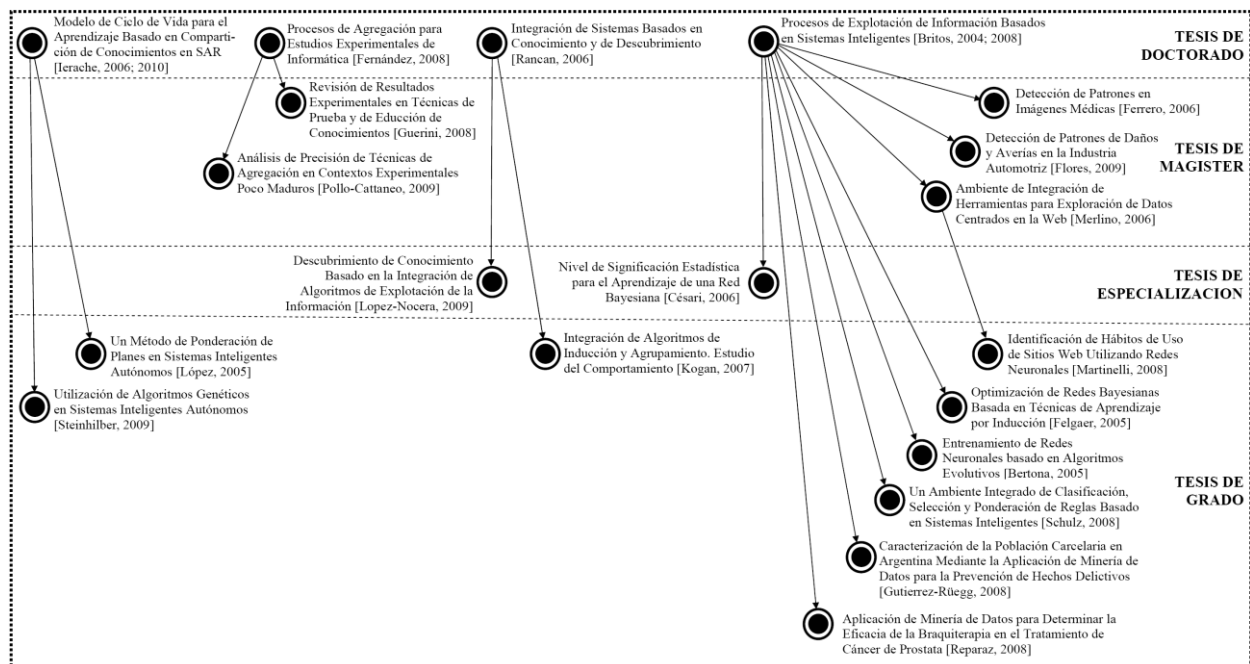 Modelo de Ciclo de Vida para el
Aprendizaje Basado en Comparti-
ción de Conocimientos en SAR
[Ierache, 2006; 2010]
Procesos de Agregación para
Estudios Experimentales de
Informática [Fernández, 2008]
Integración de Sistemas Basados en
Conocimiento y de Descubrimiento
[Rancan, 2006]
Procesos de Explotación de Información Basados
en Sistemas Inteligentes [Britos, 2004; 2008]
TESIS DE
DOCTORADO
Revisión de Resultados
Experimentales en Técnicas de
Prueba y de Educción de
Conocimientos [Guerini, 2008]
Análisis de Precisión de Técnicas de
Agregación en Contextos Experimentales
Poco Maduros [Pollo-Cattaneo, 2009]
Detección de Patrones en
Imágenes Médicas [Ferrero, 2006]
Detección de Patrones de Daños
y Averías en la Industria
Automotriz [Flores, 2009]
Ambiente de Integración de
Herramientas para Exploración de Datos
Centrados en la Web [Merlino, 2006]
TESIS DE
MAGISTER
Descubrimiento de Conocimiento
Basado en la Integración de
Algoritmos de Explotación de la
Información [Lopez-Nocera, 2009]
Nivel de Significación Estadística
para el Aprendizaje de una Red
Bayesiana [Césari, 2006]
TESIS DE
ESPECIALIZACION
Un Método de Ponderación de
Planes en Sistemas Inteligentes
Autónomos [López, 2005]
Utilización de Algoritmos Genéticos
en Sistemas Inteligentes Autónomos
[Steinhilber, 2009]
Integración de Algoritmos de
Inducción y Agrupamiento. Estudio
del Comportamiento [Kogan, 2007]
Identificación de Hábitos de Uso
de Sitios Web Utilizando Redes
Neuronales [Martinelli, 2008]
Optimización de Redes Bayesianas
Basada en Técnicas de Aprendizaje
por Inducción [Felgaer, 2005]
Entrenamiento de Redes
Neuronales basado en Algoritmos
Evolutivos [Bertona, 2005]
Un Ambiente Integrado de Clasificación,
Selección y Ponderación de Reglas Basado
en Sistemas Inteligentes [Schulz, 2008]
Caracterización de la Población Carcelaria en
Argentina Mediante la Aplicación de Minería de
Datos para la Prevención de Hechos Delictivos
[Gutierrez-Rüegg, 2008]
Aplicación de Minería de Datos para Determinar la
Eficacia de la Braquiterapia en el Tratamiento de
Cáncer de Prostata [Reparaz, 2008]
TESIS DE
GRADO